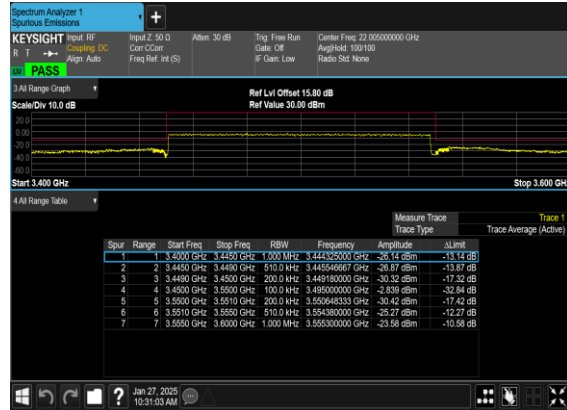 Spectrum Analyzer 1
Spurious Emissions
KEYSIGHT Input: RF Input Z: 50 Ω Atten: 30 dB Trig: Free Run Center Freq: 22.005000000 GHz
R T Coupling: DC Corr CCorr Gate: Off Avg|Hold: 100/100
Align: Auto Freq Ref: Int (S) IF Gain: Low Radio Std: None
LXI PASS
3 All Range Graph
Ref Lvl Offset 15.80 dB
Scale/Div 10.0 dB Ref Value 30.00 dBm
20.0
0.00
-20.0
-40.0
-60.0
Start 3.400 GHz Stop 3.600 GH
4 All Range Table
Measure Trace Trace 1
Trace Type Trace Average (Active)
Spur Range Start Freq Stop Freq RBW Frequency Amplitude ΔLimit
1 1 3.4000 GHz 3.4450 GHz 1.000 MHz 3.444325000 GHz -26.14 dBm -13.14 dB
2 2 3.4450 GHz 3.4490 GHz 510.0 kHz 3.445546667 GHz -26.87 dBm -13.87 dB
3 3 3.4490 GHz 3.4500 GHz 200.0 kHz 3.449180000 GHz -30.32 dBm -17.32 dB
4 4 3.4500 GHz 3.5500 GHz 100.0 kHz 3.495000000 GHz -2.839 dBm -32.84 dB
5 5 3.5500 GHz 3.5510 GHz 200.0 kHz 3.550648333 GHz -30.42 dBm -17.42 dB
6 6 3.5510 GHz 3.5550 GHz 510.0 kHz 3.554380000 GHz -25.27 dBm -12.27 dB
7 7 3.5550 GHz 3.6000 GHz 1.000 MHz 3.555300000 GHz -23.58 dBm -10.58 dB
? Jan 27, 2025
10:31:03 AM